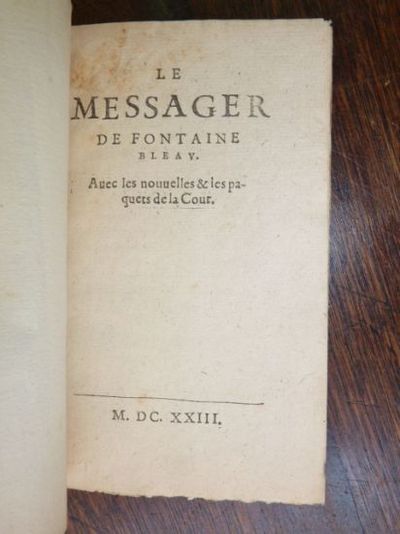 LE
MESSAGER
DE FONTAINE
BLEAV.
Auec les nouuelles & les pa-
quets de la Cour.
M. DC. XXIII.